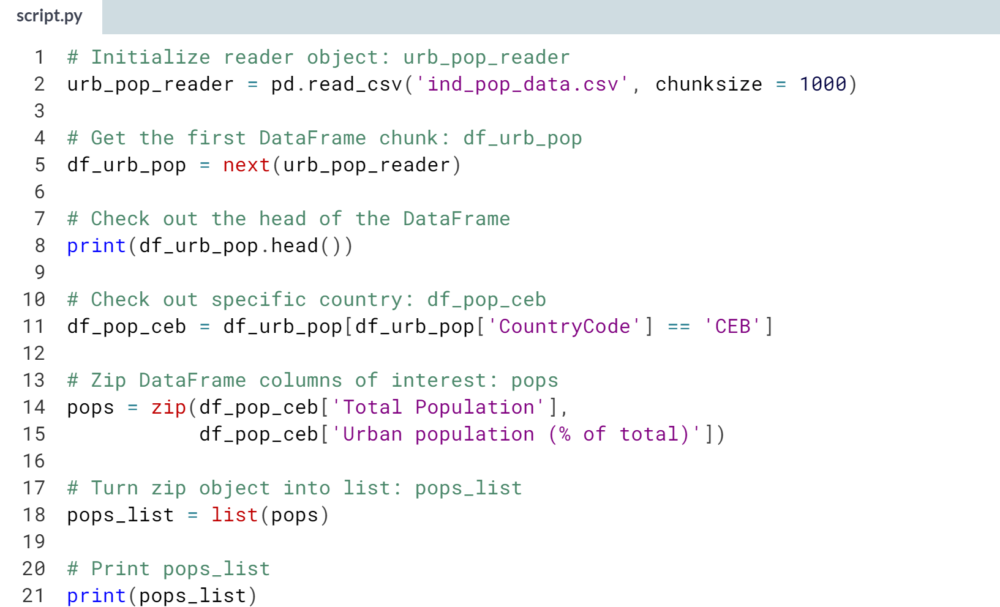 script.py
1 # Initialize reader object: urb_pop_reader
2 urb_pop_reader = pd.read_csv('ind_pop_data.csv', chunksize = 1000)
3
4 # Get the first DataFrame chunk: df_urb_pop
5 df_urb_pop = next(urb_pop_reader)
6
7 # Check out the head of the DataFrame
8 print(df_urb_pop.head())
9
10 # Check out specific country: df_pop_ceb
11 df_pop_ceb = df_urb_pop[df_urb_pop['CountryCode'] == 'CEB']
12
13 # Zip DataFrame columns of interest: pops
14 pops = zip(df_pop_ceb['Total Population'],
15            df_pop_ceb['Urban population (% of total)'])
16
17 # Turn zip object into list: pops_list
18 pops_list = list(pops)
19
20 # Print pops_list
21 print(pops_list)